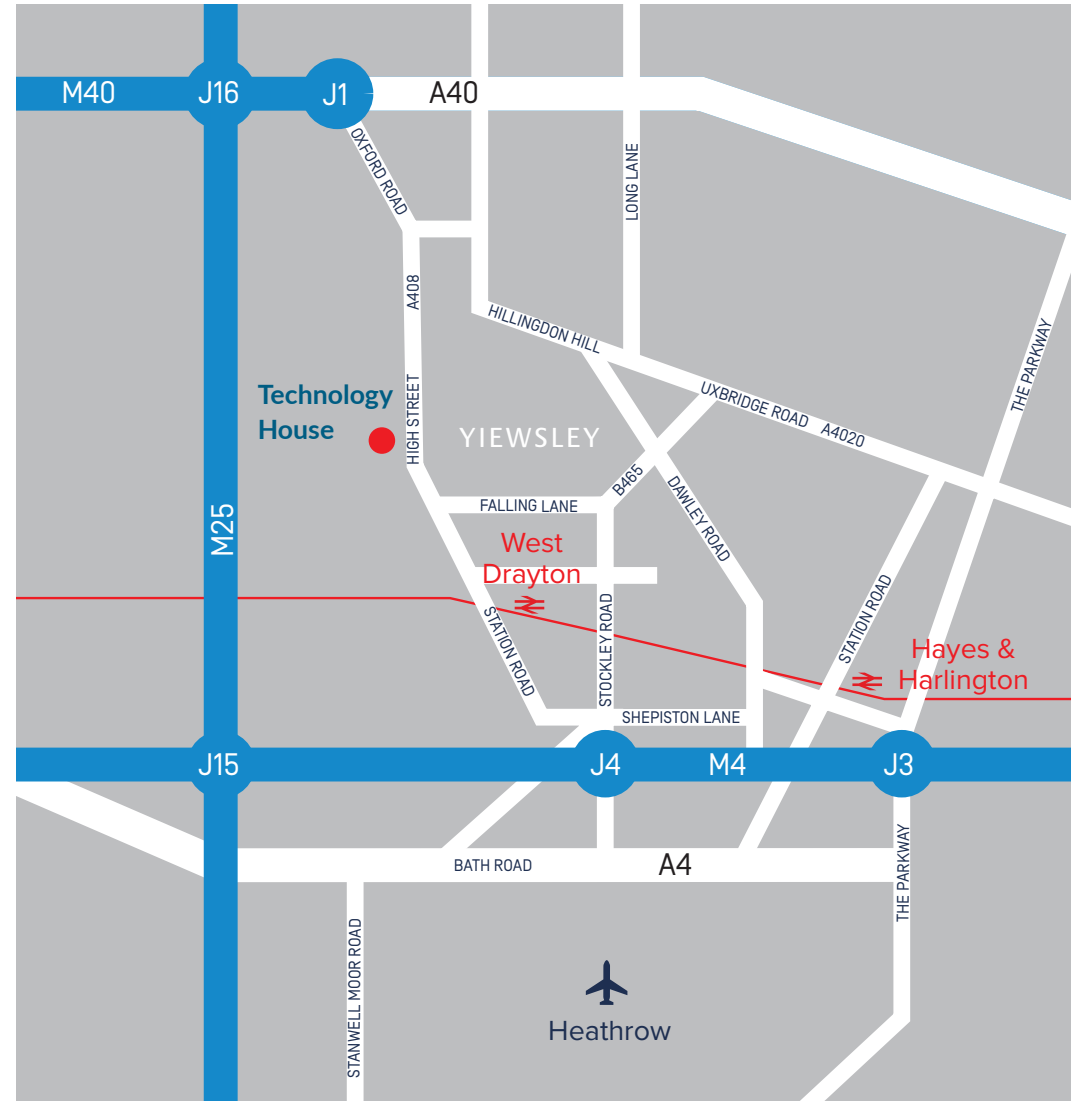 M40
J16
J1
A40
OXFORD ROAD
LONG LANE
A408
HILLINGDON HILL
THE PARKWAY
Technology
House
HIGH STREET
YIEWSLEY
UXBRIDGE ROAD A4020
B465
DAWLEY ROAD
FALLING LANE
M25
West
Drayton
STATION ROAD
STOCKLEY ROAD
STATION ROAD
Hayes &
Harlington
SHEPISTON LANE
J15
J4
M4
J3
BATH ROAD
A4
THE PARKWAY
STANWELL MOOR ROAD
Heathrow